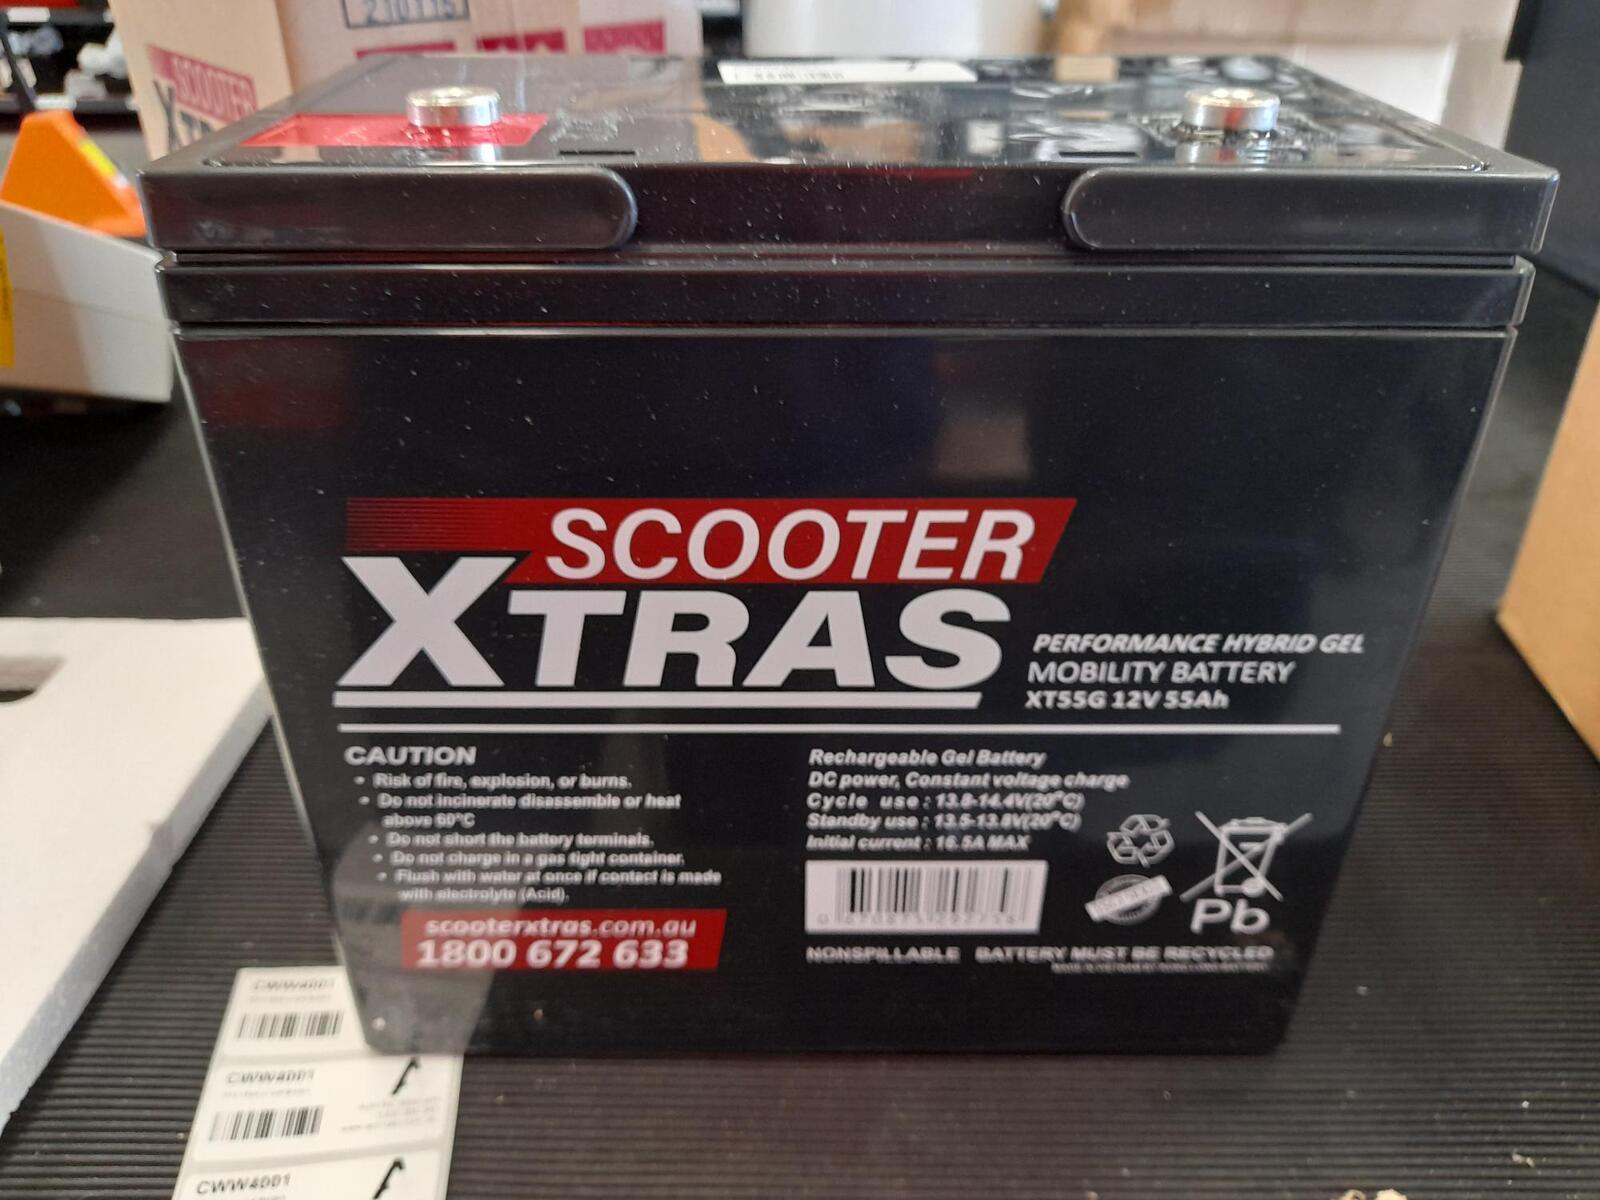 210115
SCOOTER
XTRA
SCOOTER
XTRAS
PERFORMANCE HYBRID GEL
MOBILITY BATTERY
XT55G 12V 55Ah
CAUTION
• Risk of fire, explosion, or burns.
• Do not incinerate disassemble or heat
above 60°C
• Do not short the battery terminals.
• Do not charge in a gas tight container.
• Flush with water at once if contact is made
with electrolyte (Acid).
scooterxtras.com.au
1800 672 633
Rechargeable Gel Battery
DC power, Constant voltage charge
Cycle use : 13.8-14.4V(20°C)
Standby use : 13.5-13.8V(20°C)
Initial current : 16.5A MAX
Pb
NONSPILLABLE BATTERY MUST BE RECYCLED
CWW4001
CWW4001
CWW4001